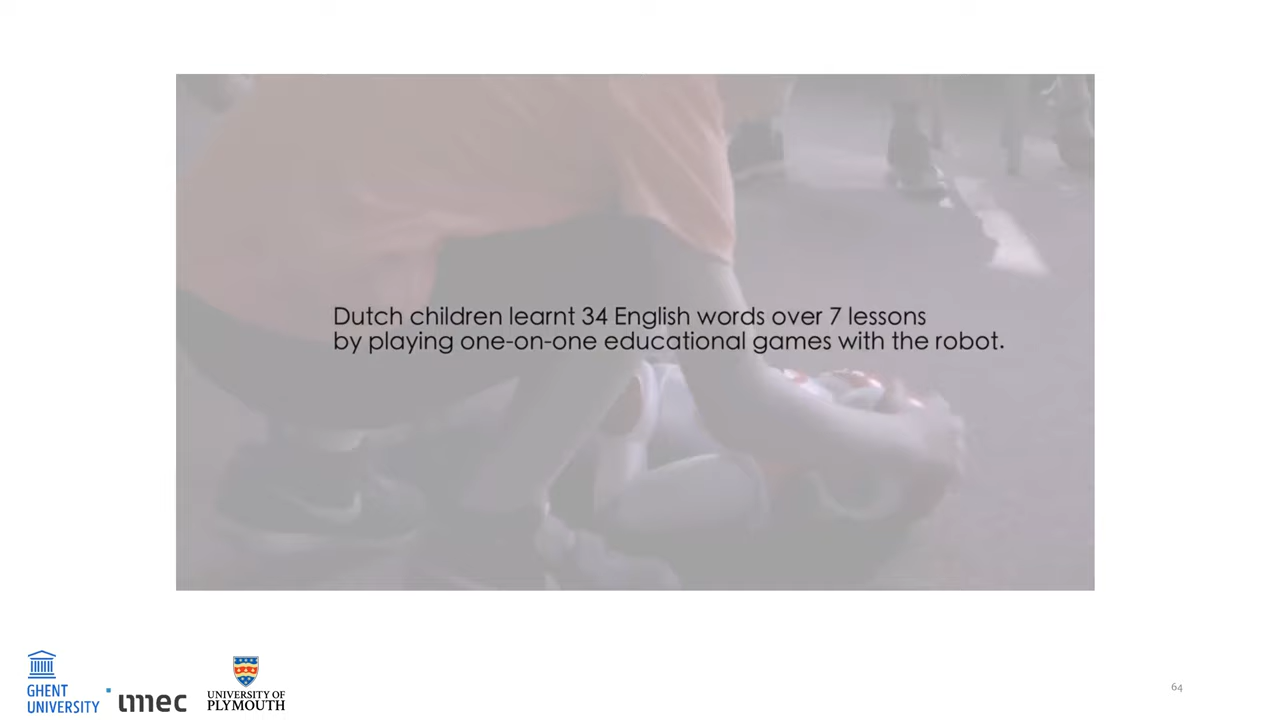 Dutch children learnt 34 English words over 7 lessons
by playing one-on-one educational games with the robot.
GHENT
UNIVERSITY
imec
UNIVERSITY OF
PLYMOUTH
64